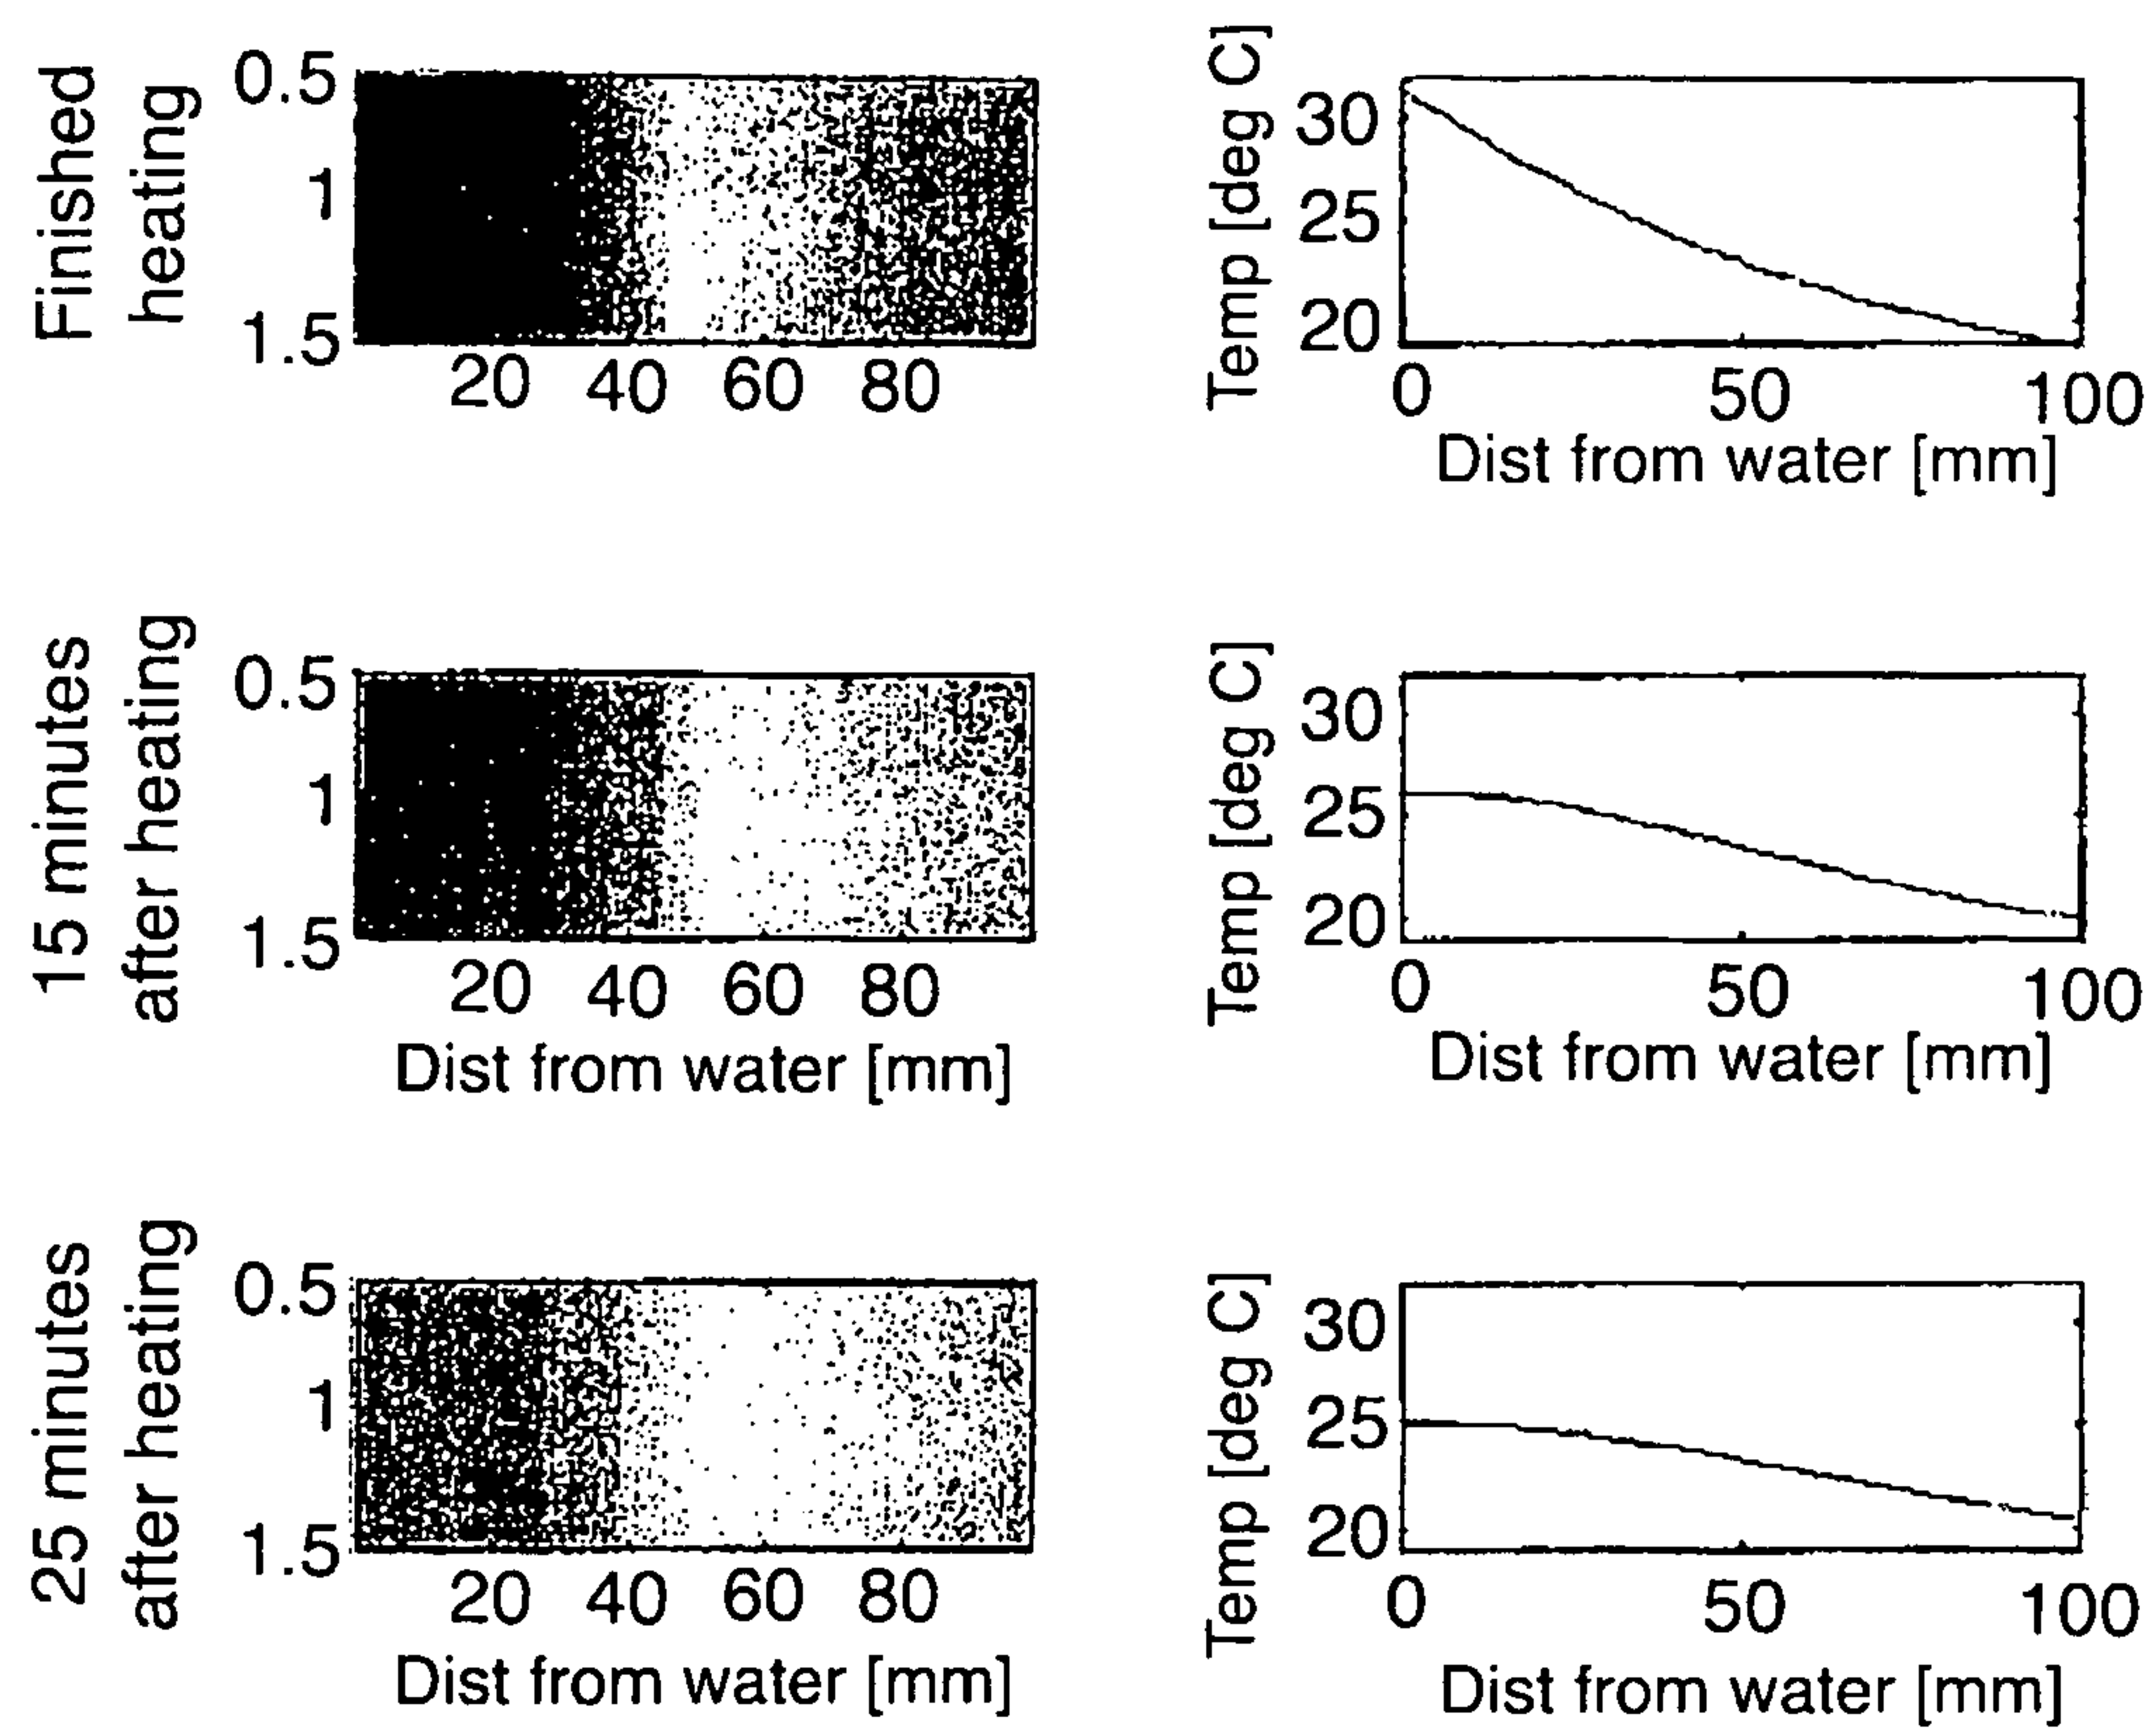 Finished
heating
0.5
1
1.5
20 40 60 80
Temp [deg C]
30
25
20
0 50 100
Dist from water [mm]
15 minutes
after heating
0.5
1
1.5
20 40 60 80
Dist from water [mm]
Temp [deg C]
30
25
20
0 50 100
Dist from water [mm]
25 minutes
after heating
0.5
1
1.5
20 40 60 80
Dist from water [mm]
Temp [deg C]
30
25
20
0 50 100
Dist from water [mm]